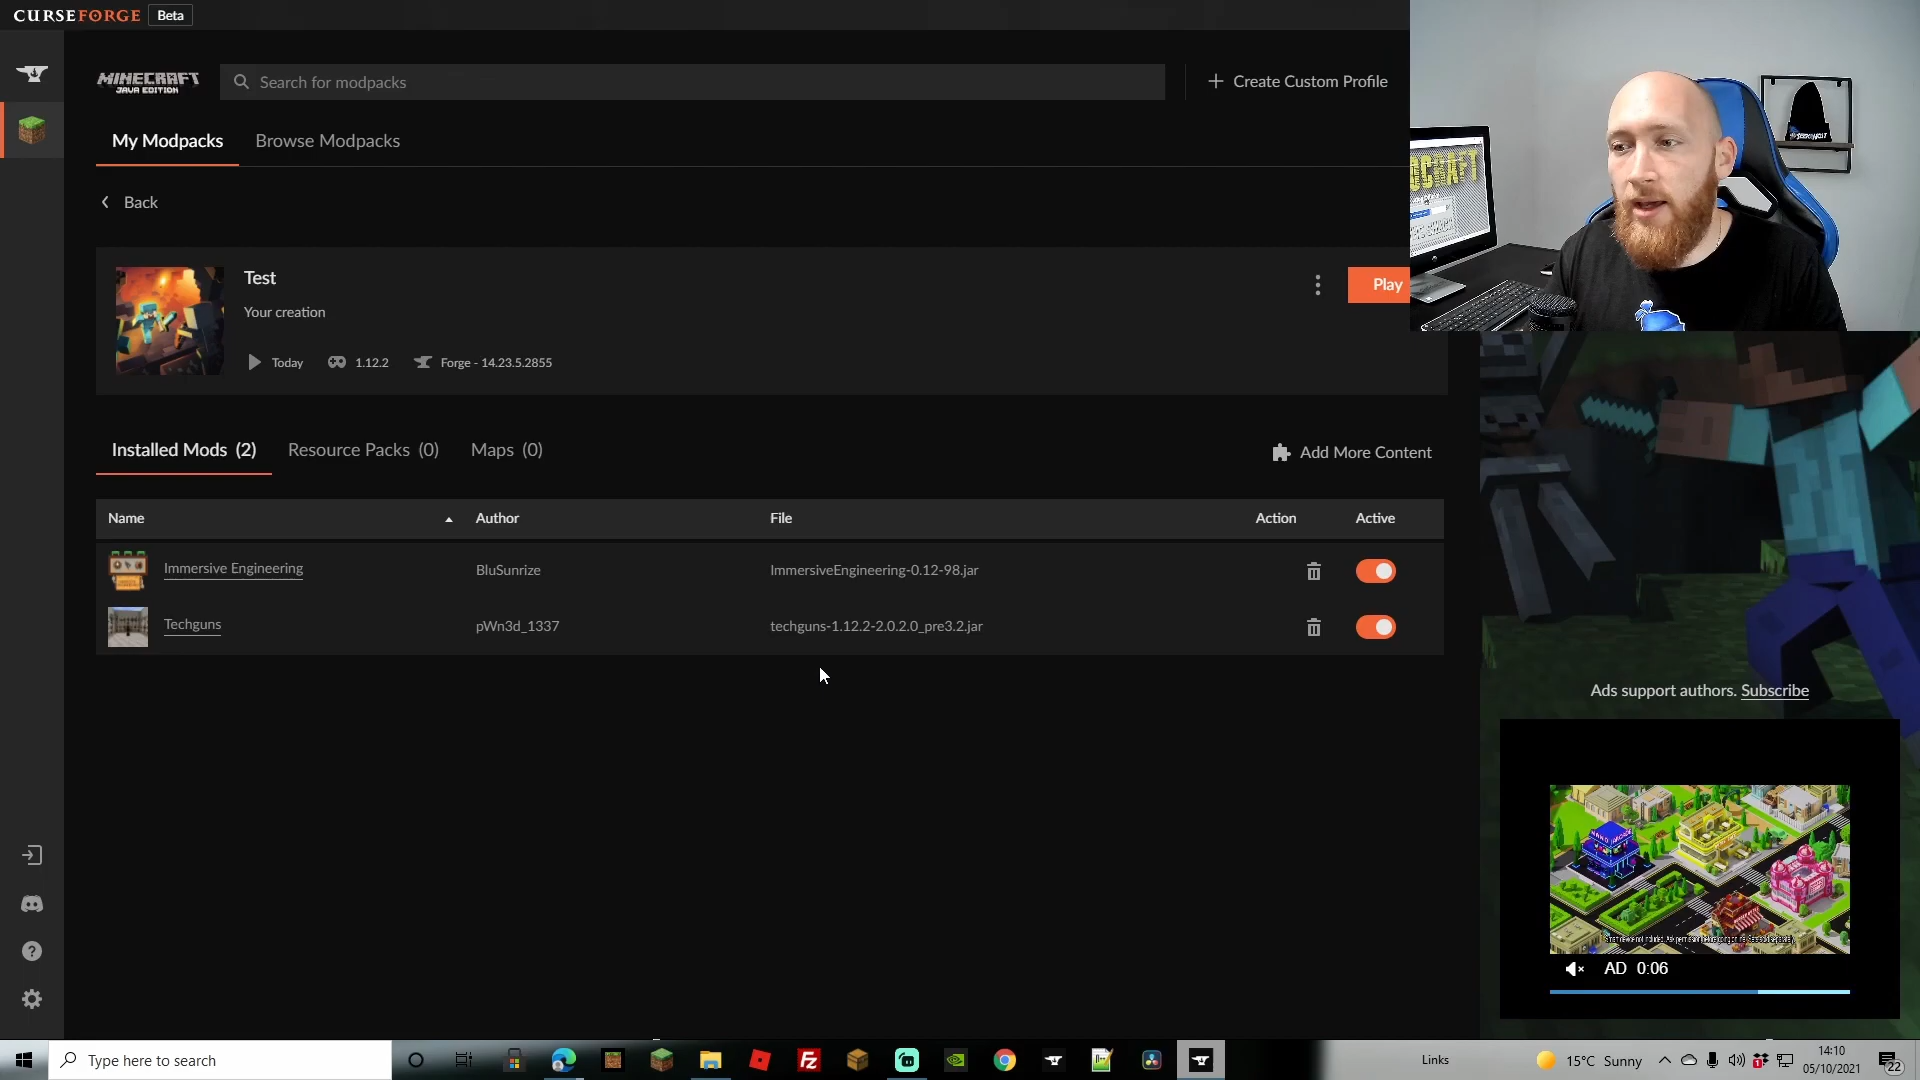 CURSEFORGE Beta
MINECRAFT
JAVA EDITION
Search for modpacks
Create Custom Profile
My Modpacks
Browse Modpacks
Back
Test
Your creation
Play
Today
1.12.2
Forge - 14.23.5.2855
Installed Mods (2)
Resource Packs (0)
Maps (0)
Add More Content
Name
Author
File
Action
Active
Immersive Engineering
BluSunrize
ImmersiveEngineering-0.12-98.jar
Techguns
pWn3d_1337
techguns-1.12.2-2.0.2.0_pre3.2.jar
Ads support authors. Subscribe
AD 0:06
Type here to search
Links
15°C Sunny
14:10
05/10/2021
22